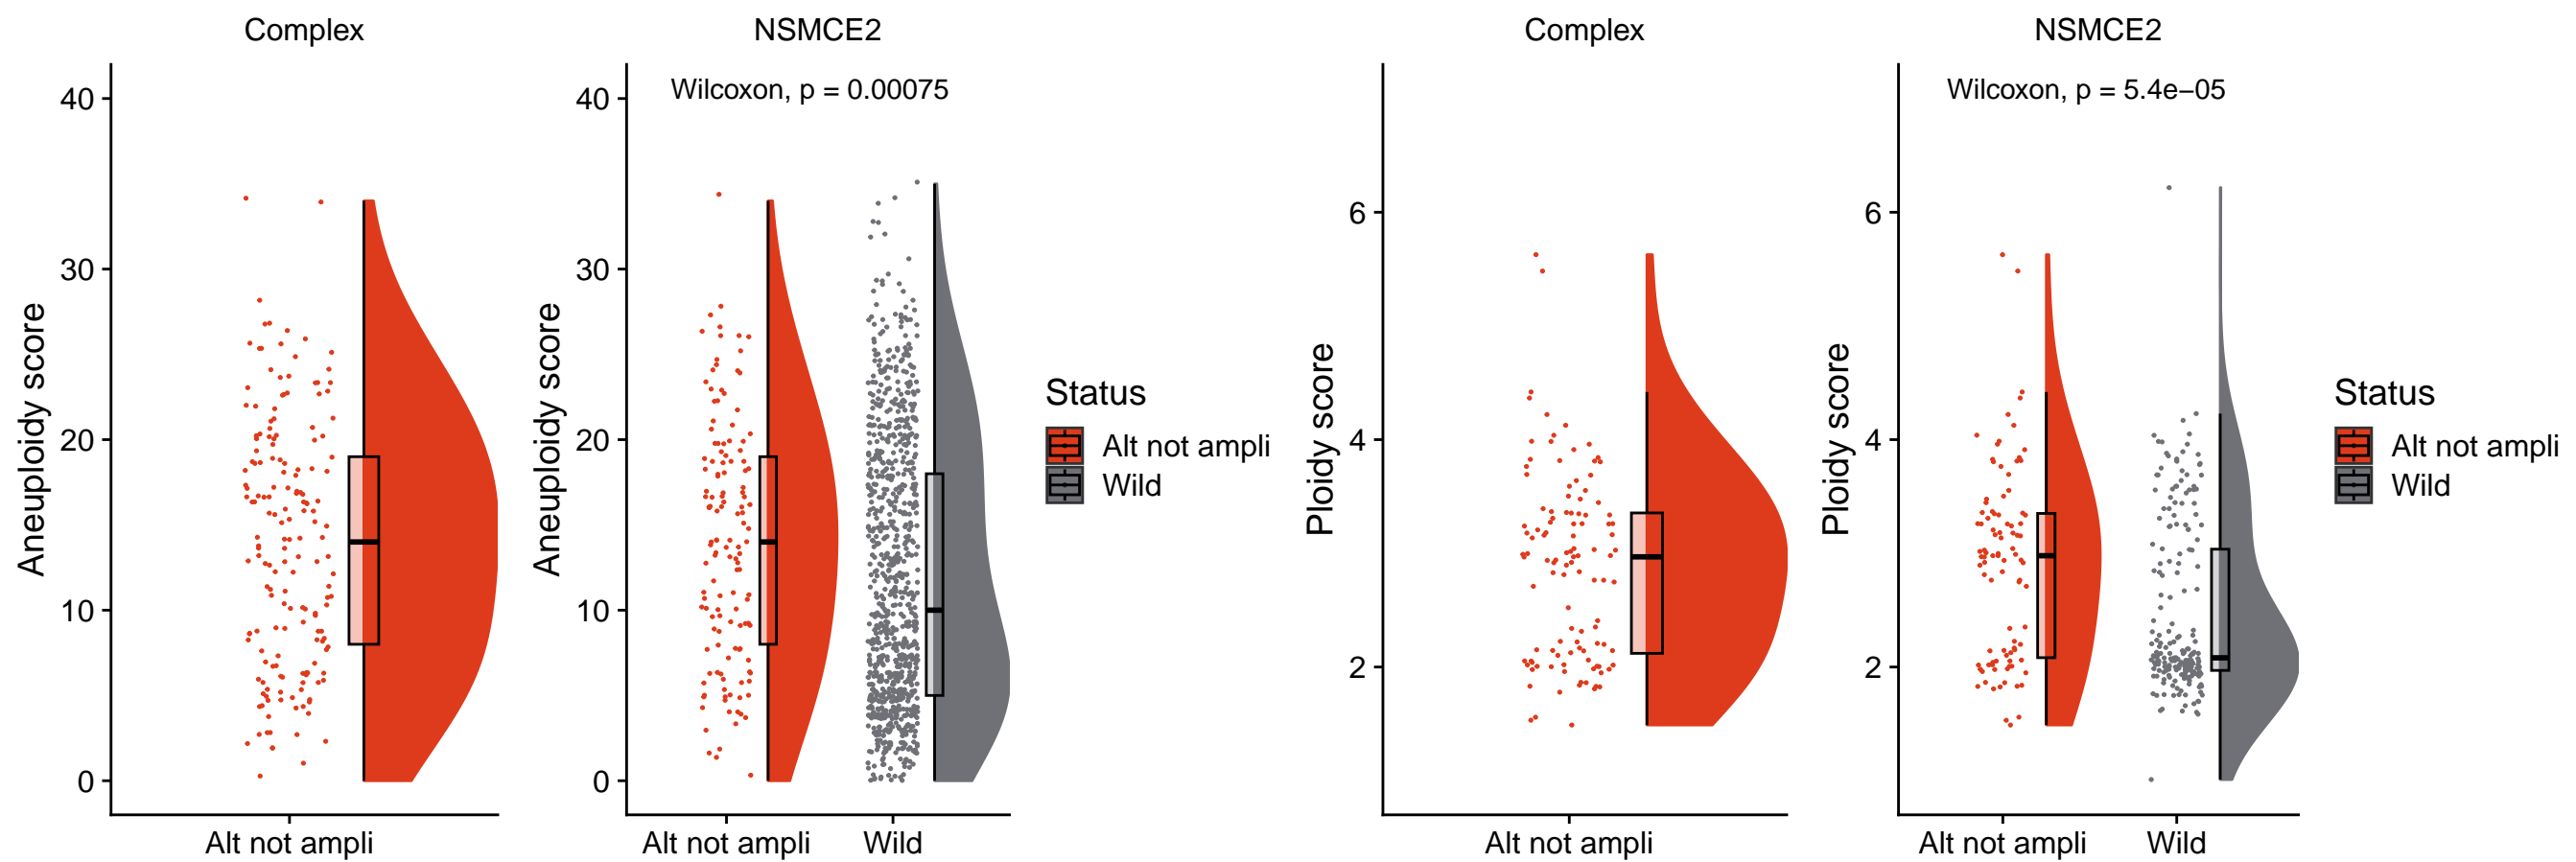 Complex
NSMCE2
Complex
NSMCE2
Wilcoxon, p = 0.00075
Wilcoxon, p = 5.4e−05
Aneuploidy score
40
30
20
10
0
Alt not ampli
Aneuploidy score
40
30
20
10
0
Alt not ampli
Wild
Status
Alt not ampli
Wild
Ploidy score
6
4
2
Alt not ampli
Ploidy score
6
4
2
Alt not ampli
Wild
Status
Alt not ampli
Wild